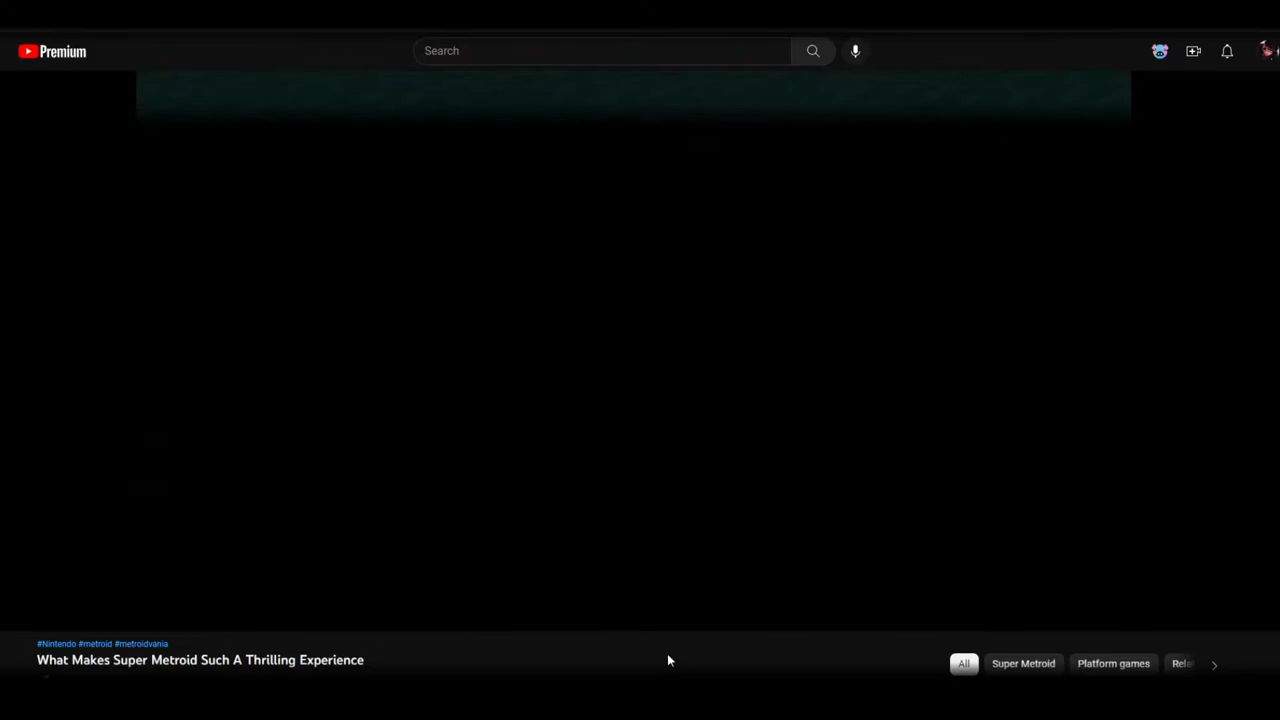 Premium
Search
#Nintendo #metroid #metroidvania
What Makes Super Metroid Such A Thrilling Experience
All
Super Metroid
Platform games